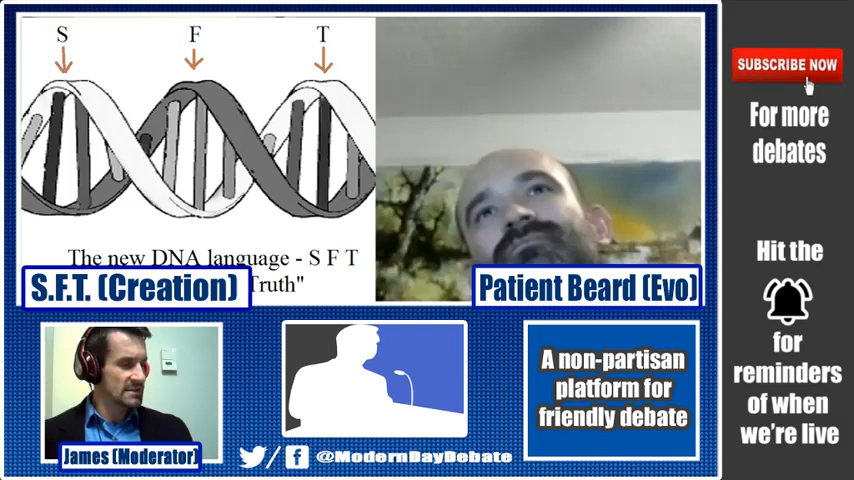 S F T
The new DNA language - S F T
Truth"
S.F.T. (Creation)
Patient Beard (Evo)
James (Moderator)
@ModernDayDebate
A non-partisan
platform for
friendly debate
SUBSCRIBE NOW
For more
debates
Hit the
for
reminders
of when
we're live